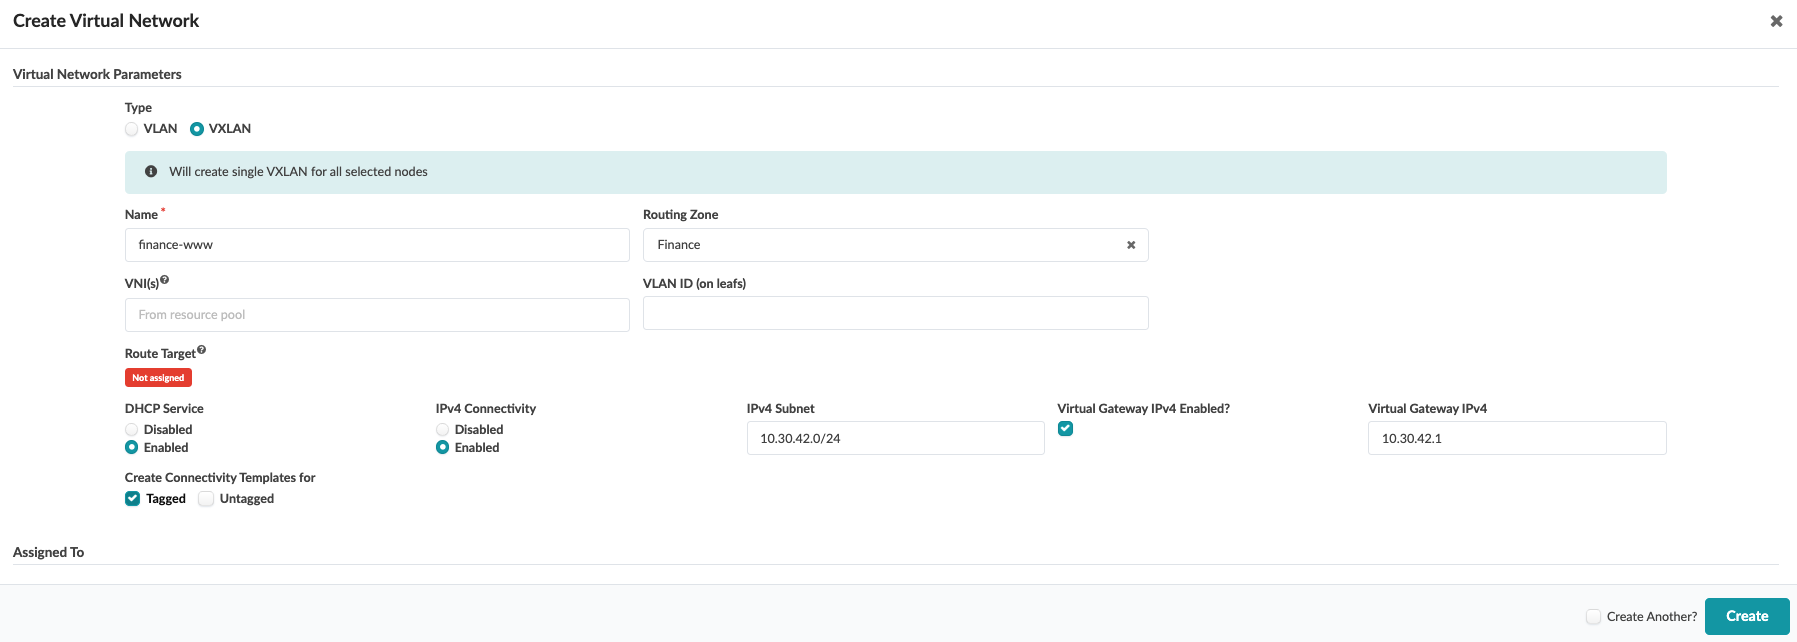 Create Virtual Network
Virtual Network Parameters
Type
VLAN VXLAN
Will create single VXLAN for all selected nodes
Name * Routing Zone
finance-www Finance
VNI(s) VLAN ID (on leafs)
From resource pool
Route Target
Not assigned
DHCP Service IPv4 Connectivity IPv4 Subnet Virtual Gateway IPv4 Enabled? Virtual Gateway IPv4
Disabled Disabled
10.30.42.0/24 10.30.42.1
Enabled Enabled
Create Connectivity Templates for
Tagged Untagged
Assigned To
Create Another? Create